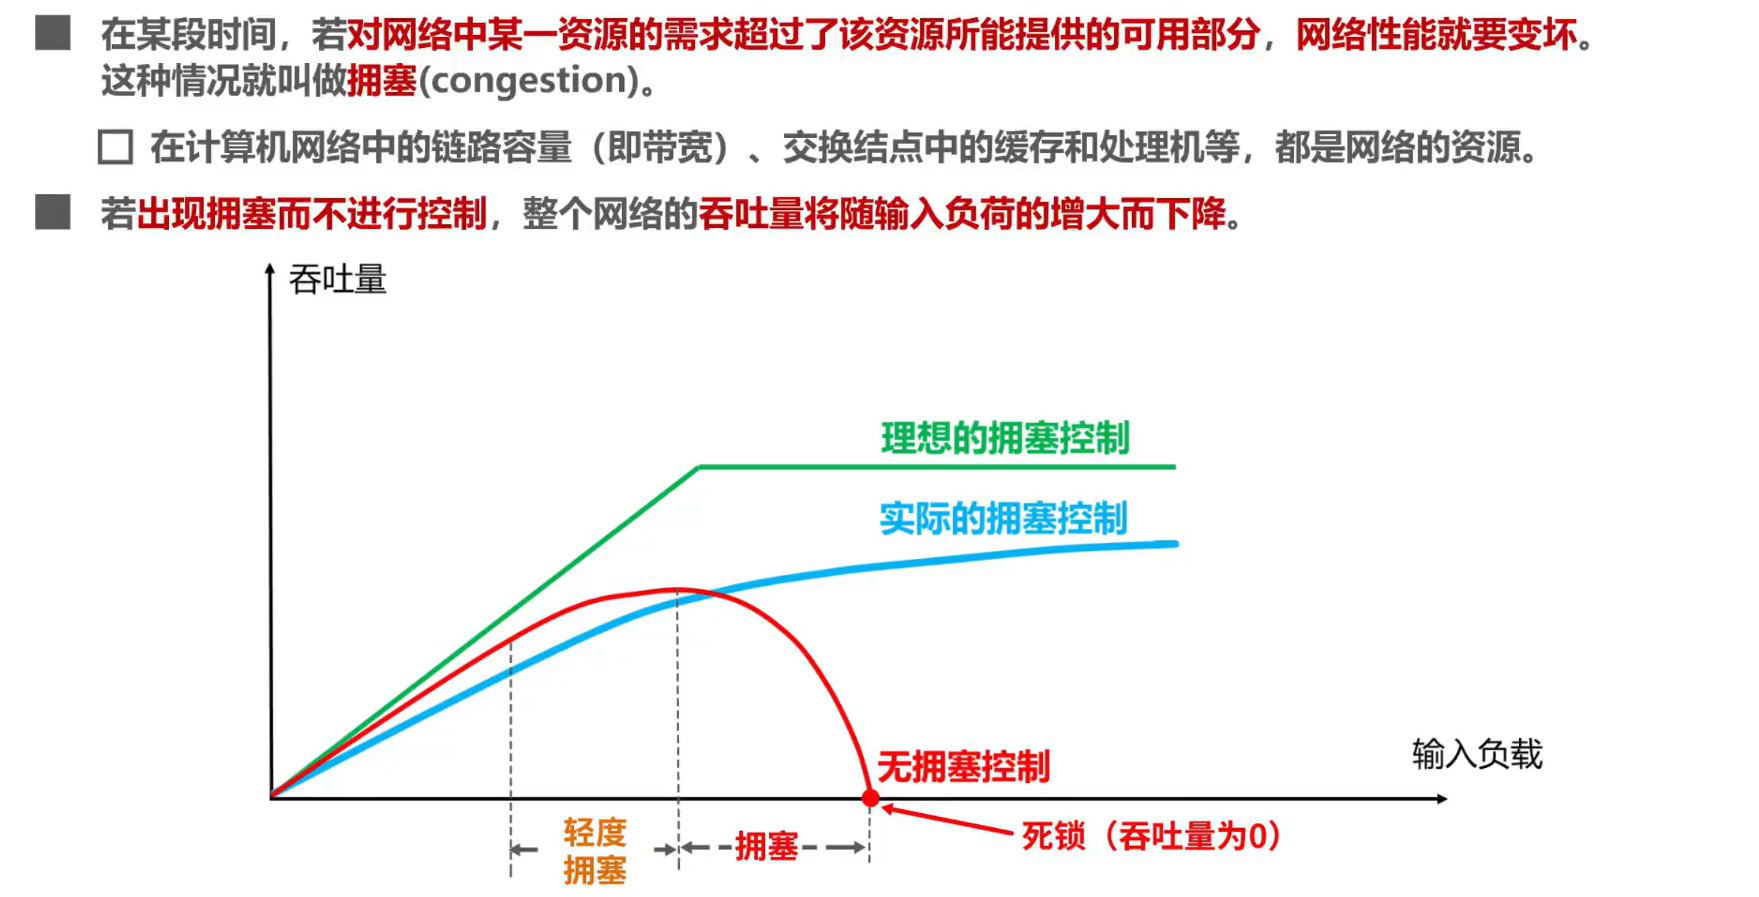 在某段时间，若对网络中某一资源的需求超过了该资源所能提供的可用部分，网络性能就要变坏。
这种情况就叫做拥塞(congestion)。
在计算机网络中的链路容量（即带宽）、交换结点中的缓存和处理机等，都是网络的资源。
若出现拥塞而不进行控制，整个网络的吞吐量将随输入负荷的增大而下降。
吞吐量
理想的拥塞控制
实际的拥塞控制
无拥塞控制
输入负载
轻度
拥塞
拥塞
死锁（吞吐量为0）